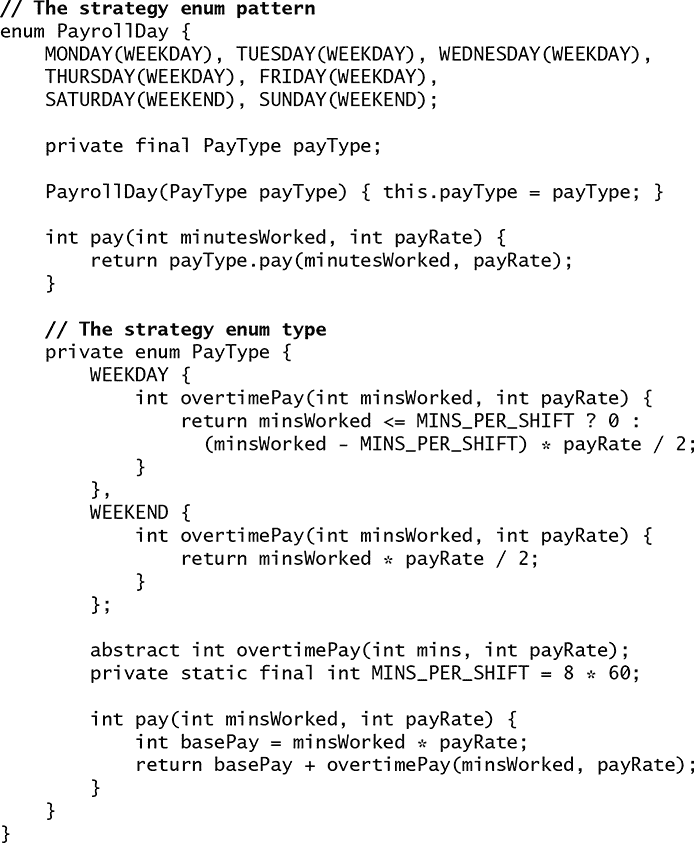 // The strategy enum pattern
enum PayrollDay {
    MONDAY(WEEKDAY), TUESDAY(WEEKDAY), WEDNESDAY(WEEKDAY),
    THURSDAY(WEEKDAY), FRIDAY(WEEKDAY),
    SATURDAY(WEEKEND), SUNDAY(WEEKEND);

    private final PayType payType;

    PayrollDay(PayType payType) { this.payType = payType; }

    int pay(int minutesWorked, int payRate) {
        return payType.pay(minutesWorked, payRate);
    }

    // The strategy enum type
    private enum PayType {
        WEEKDAY {
            int overtimePay(int minsWorked, int payRate) {
                return minsWorked <= MINS_PER_SHIFT ? 0 :
                  (minsWorked - MINS_PER_SHIFT) * payRate / 2;
            }
        },
        WEEKEND {
            int overtimePay(int minsWorked, int payRate) {
                return minsWorked * payRate / 2;
            }
        };

        abstract int overtimePay(int mins, int payRate);
        private static final int MINS_PER_SHIFT = 8 * 60;

        int pay(int minsWorked, int payRate) {
            int basePay = minsWorked * payRate;
            return basePay + overtimePay(minsWorked, payRate);
        }
    }
}